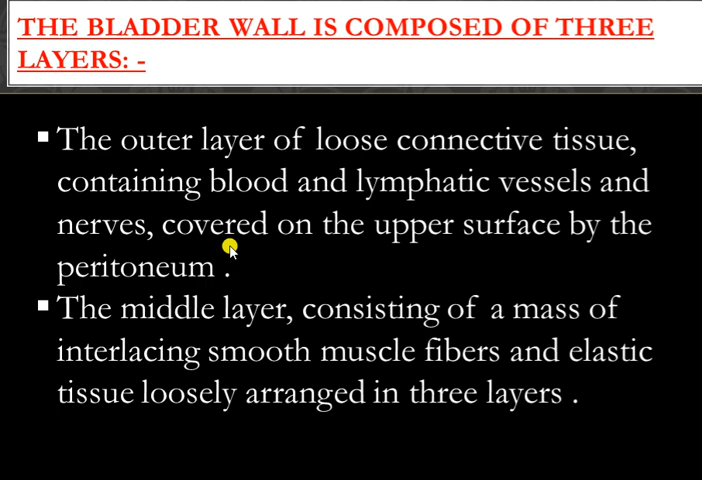 THE BLADDER WALL IS COMPOSED OF THREE
LAYERS: -
▪ The outer layer of loose connective tissue,
containing blood and lymphatic vessels and
nerves, covered on the upper surface by the
peritoneum .
▪ The middle layer, consisting of a mass of
interlacing smooth muscle fibers and elastic
tissue loosely arranged in three layers .